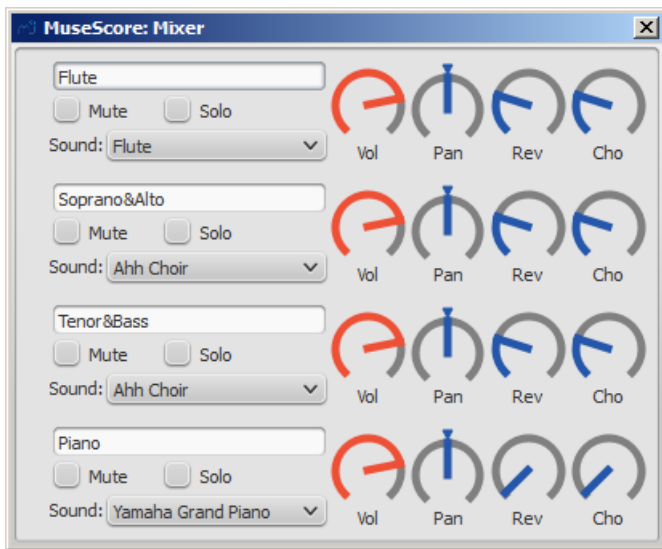 MuseScore: Mixer
Flute
Mute Solo
Sound: Flute
Vol Pan Rev Cho
Soprano&Alto
Mute Solo
Sound: Ahh Choir
Vol Pan Rev Cho
Tenor&Bass
Mute Solo
Sound: Ahh Choir
Vol Pan Rev Cho
Piano
Mute Solo
Sound: Yamaha Grand Piano
Vol Pan Rev Cho